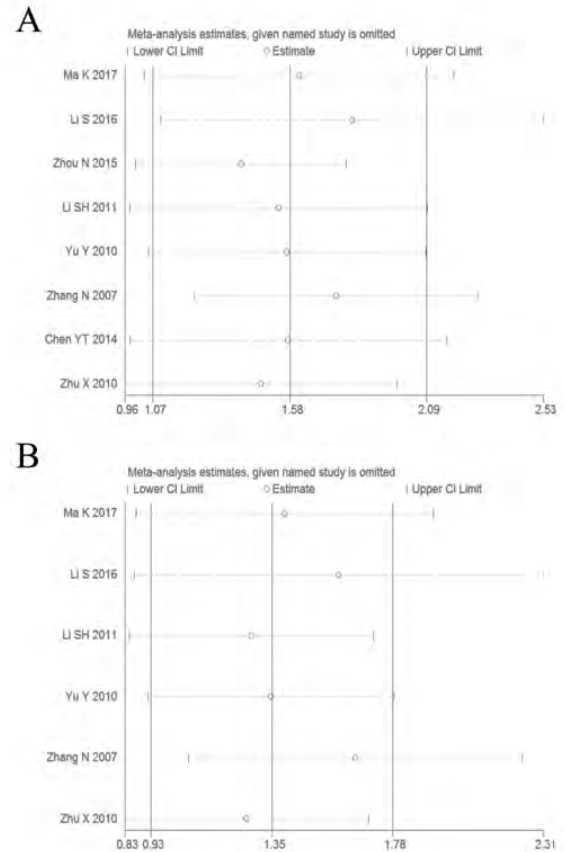 A
Meta-analysis estimates, given named study is omitted
| Lower CI Limit ○ Estimate | Upper CI Limit
Ma K 2017
Li S 2016
Zhou N 2015
Li SH 2011
Yu Y 2010
Zhang N 2007
Chen YT 2014
Zhu X 2010
0.96 1.07 1.58 2.09 2.53
B
Meta-analysis estimates, given named study is omitted
| Lower CI Limit ○ Estimate | Upper CI Limit
Ma K 2017
Li S 2016
Li SH 2011
Yu Y 2010
Zhang N 2007
Zhu X 2010
0.83 0.93 1.35 1.78 2.31